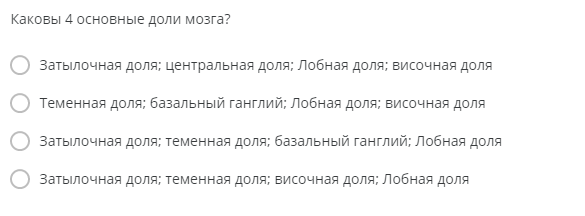 Каковы 4 основные доли мозга?
Затылочная доля; центральная доля; Лобная доля; височная доля
Теменная доля; базальный ганглий; Лобная доля; височная доля
Затылочная доля; теменная доля; базальный ганглий; Лобная доля
Затылочная доля; теменная доля; височная доля; Лобная доля